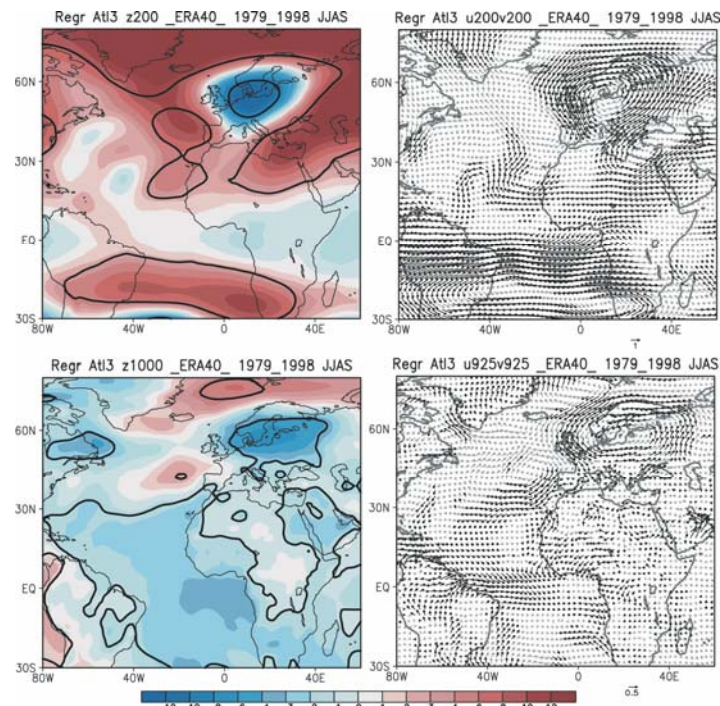 Regr Atl3 z200 _ERA40_ 1979_1998 JJAS
Regr Atl3 u200v200 _ERA40_ 1979_1998 JJAS
60N
60N
30N
30N
EQ
EQ
30S
30S
80W 40W 0 40E
80W 40W 0 40E
1
Regr Atl3 z1000 _ERA40_ 1979_1998 JJAS
Regr Atl3 u925v925 _ERA40_ 1979_1998 JJAS
60N
60N
30N
30N
EQ
EQ
30S
30S
80W 40W 0 40E
80W 40W 0 40E
0.5